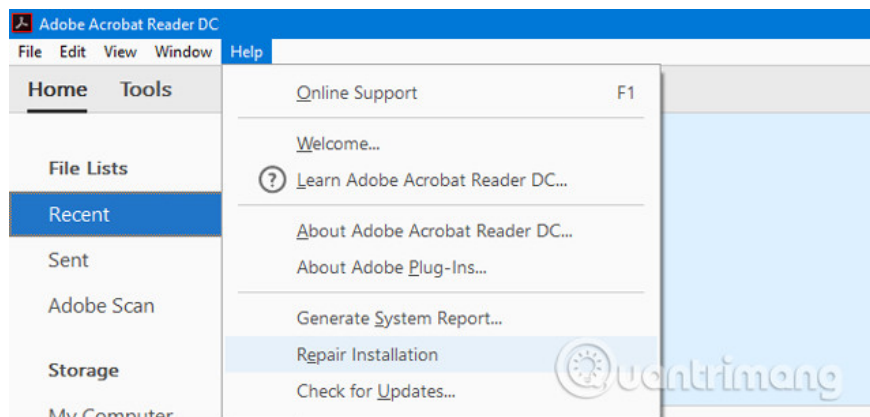 Adobe Acrobat Reader DC
File Edit View Window Help
Home Tools
File Lists
Recent
Sent
Adobe Scan
Storage
My Computer
Online Support F1
Welcome...
Learn Adobe Acrobat Reader DC...
About Adobe Acrobat Reader DC...
About Adobe Plug-Ins...
Generate System Report...
Repair Installation
Check for Updates...
Quantrimang